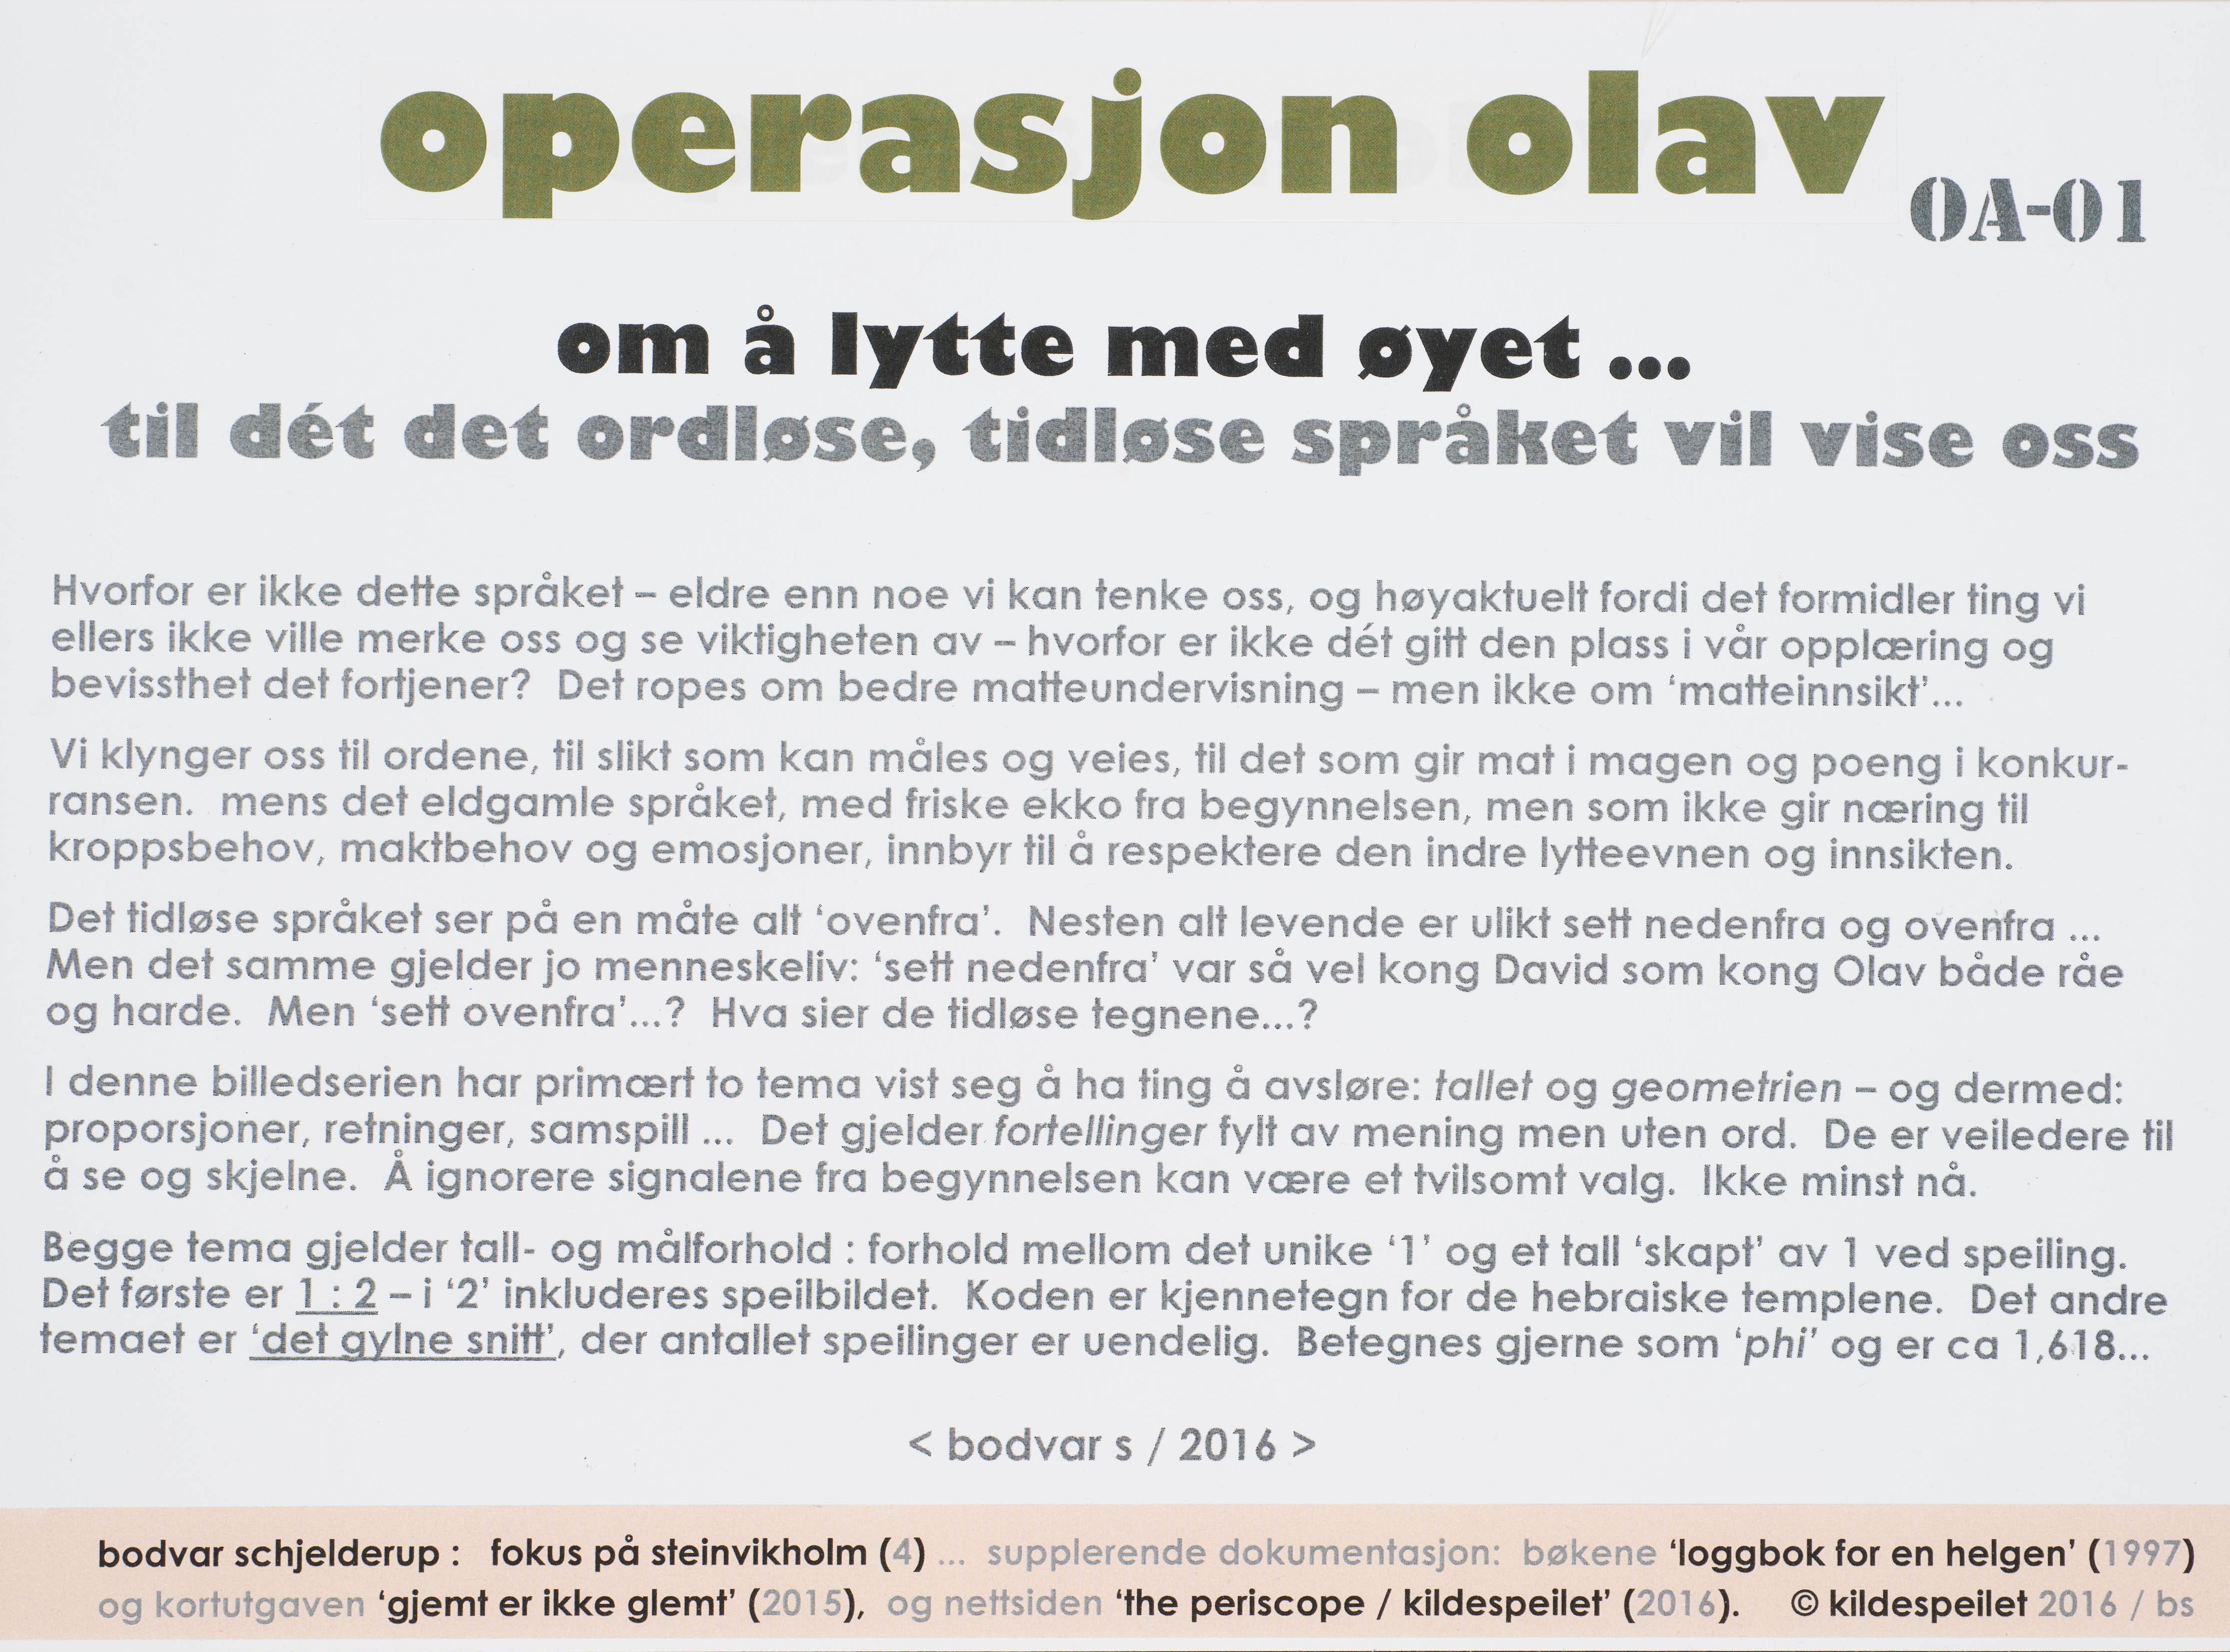 operasjon olav
OA-01
om å lytte med øyet ...
til dét det ordløse, tidløse språket vil vise oss
Hvorfor er ikke dette språket – eldre enn noe vi kan tenke oss, og høyaktuelt fordi det formidler ting vi
ellers ikke ville merke oss og se viktigheten av – hvorfor er ikke dét gitt den plass i vår opplæring og
bevissthet det fortjener? Det ropes om bedre matteundervisning – men ikke om ‘matteinnsikt’...
Vi klynger oss til ordene, til slikt som kan måles og veies, til det som gir mat i magen og poeng i konkur-
ransen. mens det eldgamle språket, med friske ekko fra begynnelsen, men som ikke gir næring til
kroppsbehov, maktbehov og emosjoner, innbyr til å respektere den indre lytteevnen og innsikten.
Det tidløse språket ser på en måte alt ‘ovenfra’. Nesten alt levende er ulikt sett nedenfra og ovenfra ...
Men det samme gjelder jo menneskeliv: ‘sett nedenfra’ var så vel kong David som kong Olav både råe
og harde. Men ‘sett ovenfra’...? Hva sier de tidløse tegnene...?
I denne billedserien har primært to tema vist seg å ha ting å avsløre: tallet og geometrien – og dermed:
proporsjoner, retninger, samspill ... Det gjelder fortellinger fylt av mening men uten ord. De er veiledere til
å se og skjelne. Å ignorere signalene fra begynnelsen kan være et tvilsomt valg. Ikke minst nå.
Begge tema gjelder tall- og målforhold : forhold mellom det unike ‘1’ og et tall ‘skapt’ av 1 ved speiling.
Det første er 1 : 2 – i ‘2’ inkluderes speilbildet. Koden er kjennetegn for de hebraiske templene. Det andre
temaet er ‘det gylne snitt’, der antallet speilinger er uendelig. Betegnes gjerne som ‘phi’ og er ca 1,618...
< bodvar s / 2016 >
bodvar schjelderup : fokus på steinvikholm (4) ... supplerende dokumentasjon: bøkene ‘loggbok for en helgen’ (1997)
og kortutgaven ‘gjemt er ikke glemt’ (2015), og nettsiden ‘the periscope / kildespeilet’ (2016). © kildespeilet 2016 / bs